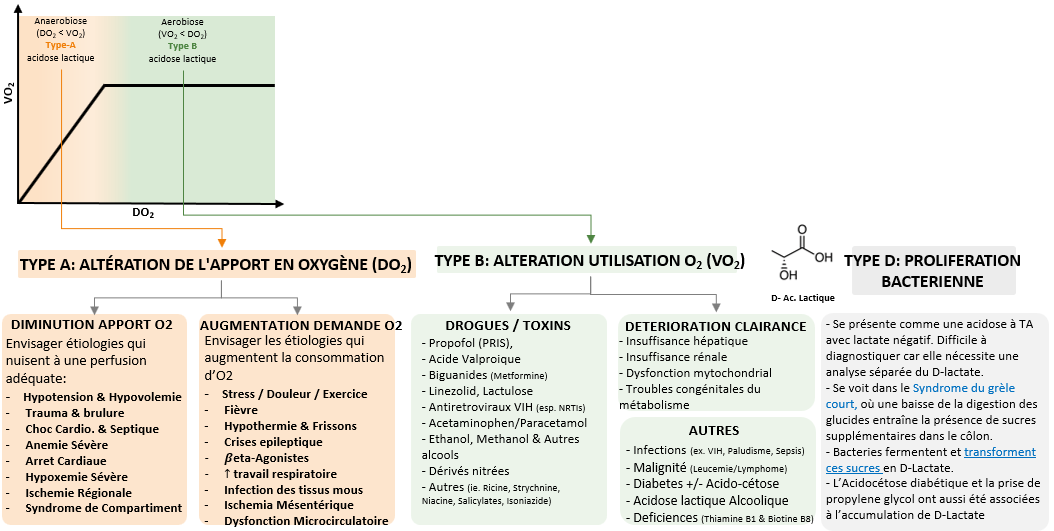 Anaerobiose
(DO₂ < VO₂)
Type-A
acidose lactique
Aerobiose
(VO₂ < DO₂)
Type B
acidose lactique
VO₂
DO₂
TYPE A: ALTÉRATION DE L'APPORT EN OXYGÈNE (DO₂)
DIMINUTION APPORT O2
Envisager étiologies qui
nuisent à une perfusion
adéquate:
- Hypotension & Hypovolemie
- Trauma & brulure
- Choc Cardio. & Septique
- Anemie Sévère
- Arret Cardiaue
- Hypoxemie Sévère
- Ischemie Régionale
- Syndrome de Compartiment
AUGMENTATION DEMANDE O2
Envisager les étiologies qui
augmentent la consommation
d'O2
- Stress / Douleur / Exercice
- Fièvre
- Hypothermie & Frissons
- Crises epileptique
- βeta-Agonistes
- ↑ travail respiratoire
- Infection des tissus mous
- Ischemia Mésentérique
- Dysfonction Microcirculatoire
TYPE B: ALTERATION UTILISATION O₂ (VO₂)
DROGUES / TOXINS
- Propofol (PRIS),
- Acide Valproique
- Biguanides (Metformine)
- Linezolid, Lactulose
- Antiretroviraux VIH (esp. NRTIs)
- Acetaminophen/Paracetamol
- Ethanol, Methanol & Autres
alcools
- Dérivés nitrées
- Autres (ie. Ricine, Strychnine,
Niacine, Salicylates, Isoniazide)
DETERIORATION CLAIRANCE
- Insuffisance hépatique
- Insuffisance rénale
- Dysfonction mytochondrial
- Troubles congénitales du
métabolisme
AUTRES
- Infections (ex. VIH, Paludisme, Sepsis)
- Malignité (Leucemie/Lymphome)
- Diabetes +/- Acido-cétose
- Acidose lactique Alcoolique
- Deficiences (Thiamine B1 & Biotine B8)
O
OH
OH
D- Ac. Lactique
TYPE D: PROLIFERATION
BACTERIENNE
- Se présente comme une acidose à TA
avec lactate négatif. Difficile à
diagnostiquer car elle nécessite une
analyse séparée du D-lactate.
- Se voit dans le Syndrome du grèle
court, où une baisse de la digestion des
glucides entraîne la présence de sucres
supplémentaires dans le côlon.
- Bacteries fermentent et transforment
ces sucres en D-Lactate.
- L'Acidocétose diabétique et la prise de
propylene glycol ont aussi été associées
à l'accumulation de D-Lactate